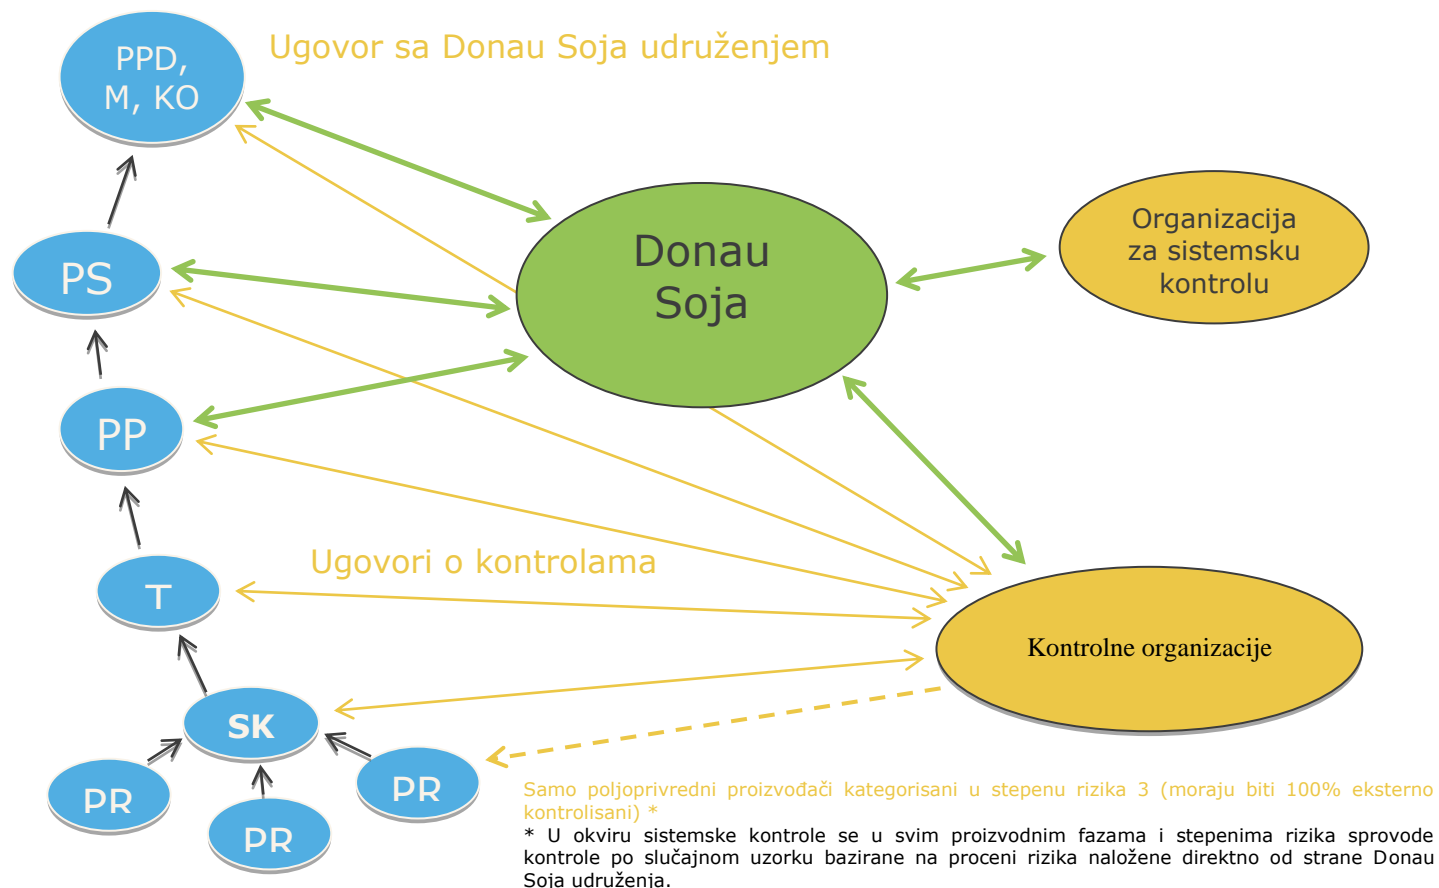 Ugovor sa Donau Soja udruženjem
PPD,
M, KO
Donau
Soja
Organizacija
za sistemsku
kontrolu
PS
PP
Ugovori o kontrolama
T
Kontrolne organizacije
SK
PR
PR
PR
Samo poljoprivredni proizvođači kategorisani u stepenu rizika 3 (moraju biti 100% eksterno
kontrolisani) *
* U okviru sistemske kontrole se u svim proizvodnim fazama i stepenima rizika sprovode
kontrole po slučajnom uzorku bazirane na proceni rizika naložene direktno od strane Donau
Soja udruženja.